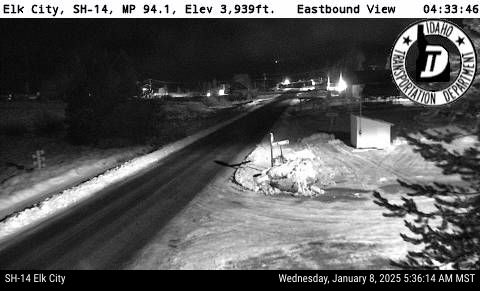 Elk City, SH-14, MP 94.1, Elev 3,939ft. Eastbound View 04:33:46
IDAHO
TRANSPORTATION DEPARTMENT
SH-14 Elk City Wednesday, January 8, 2025 5:36:14 AM MST